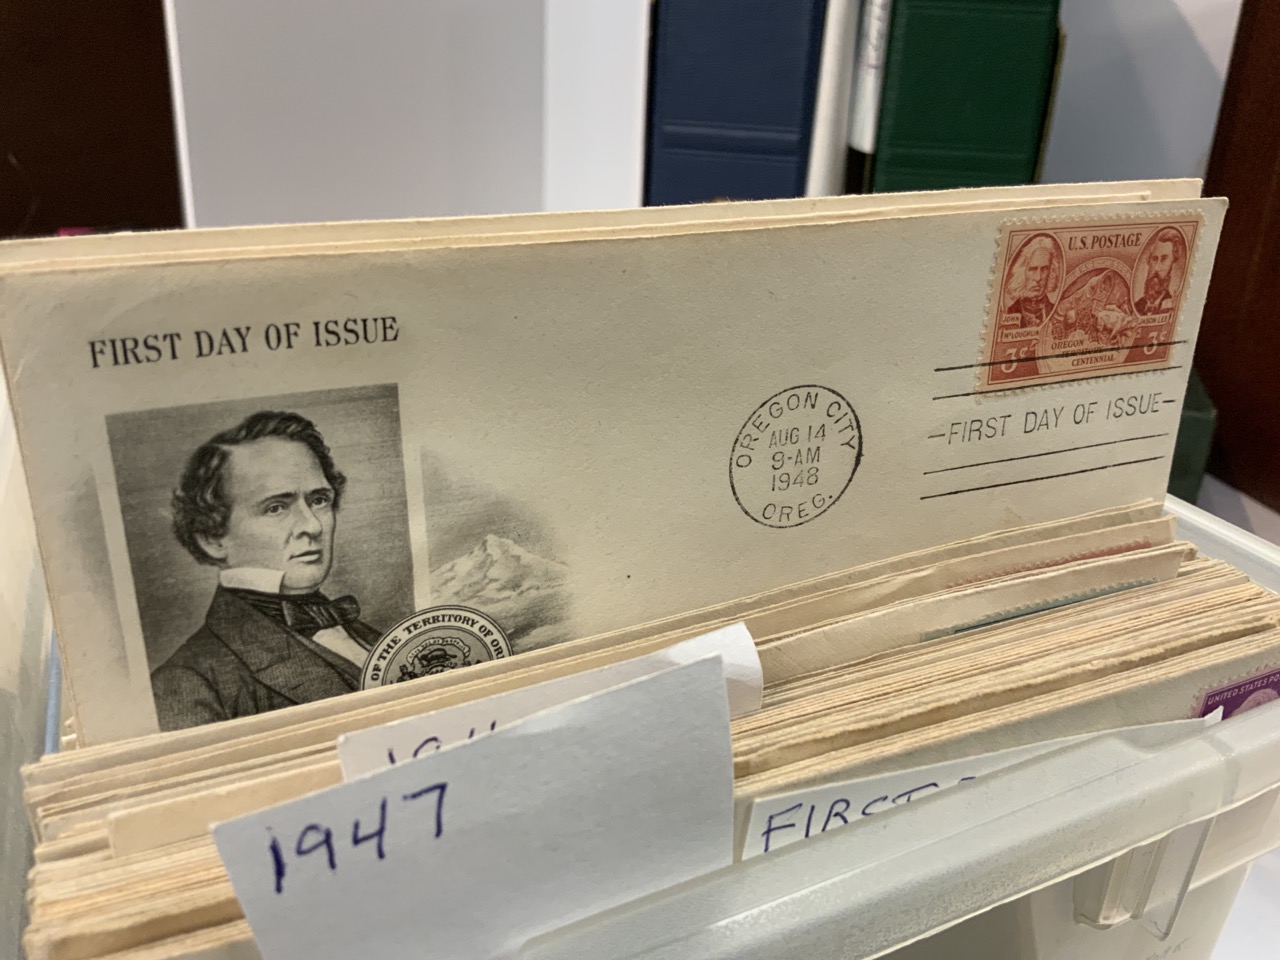 FIRST DAY OF ISSUE
U.S. POSTAGE
JOHN
McLOUGHLIN
JASON LEE
3¢
OREGON
TERRITORY
CENTENNIAL
3¢
OREGON CITY
AUG 14
9-AM
1948
OREG.
-FIRST DAY OF ISSUE-
OF THE TERRITORY OF
1947
FIRST
UNITED STATES